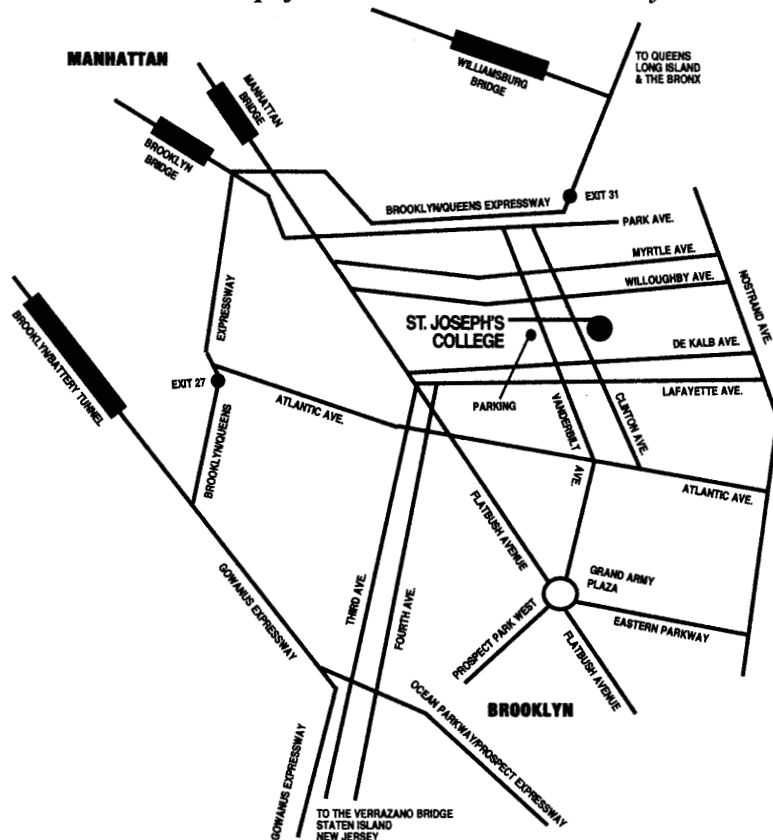 MANHATTAN
MANHATTAN
BRIDGE
WILLIAMSBURG
BRIDGE
TO QUEENS
LONG ISLAND
& THE BRONX
BROOKLYN
BRIDGE
BROOKLYN/QUEENS EXPRESSWAY
EXIT 31
PARK AVE.
MYRTLE AVE.
WILLOUGHBY AVE.
NOSTRAND AVE.
EXPRESSWAY
BROOKLYN/BATTERY TUNNEL
ST. JOSEPH'S
COLLEGE
DE KALB AVE.
EXIT 27
ATLANTIC AVE.
PARKING
LAFAYETTE AVE.
VANDERBILT
AVE.
CLINTON AVE.
BROOKLYN/QUEENS
ATLANTIC AVE.
FLATBUSH AVENUE
GOWANUS EXPRESSWAY
THIRD AVE.
FOURTH AVE.
GRAND ARMY
PLAZA
PROSPECT PARK WEST
EASTERN PARKWAY
FLATBUSH AVENUE
BROOKLYN
OCEAN PARKWAY/PROSPECT EXPRESSWAY
GOWANUS EXPRESSWAY
TO THE VERRAZANO BRIDGE
STATEN ISLAND
NEW JERSEY